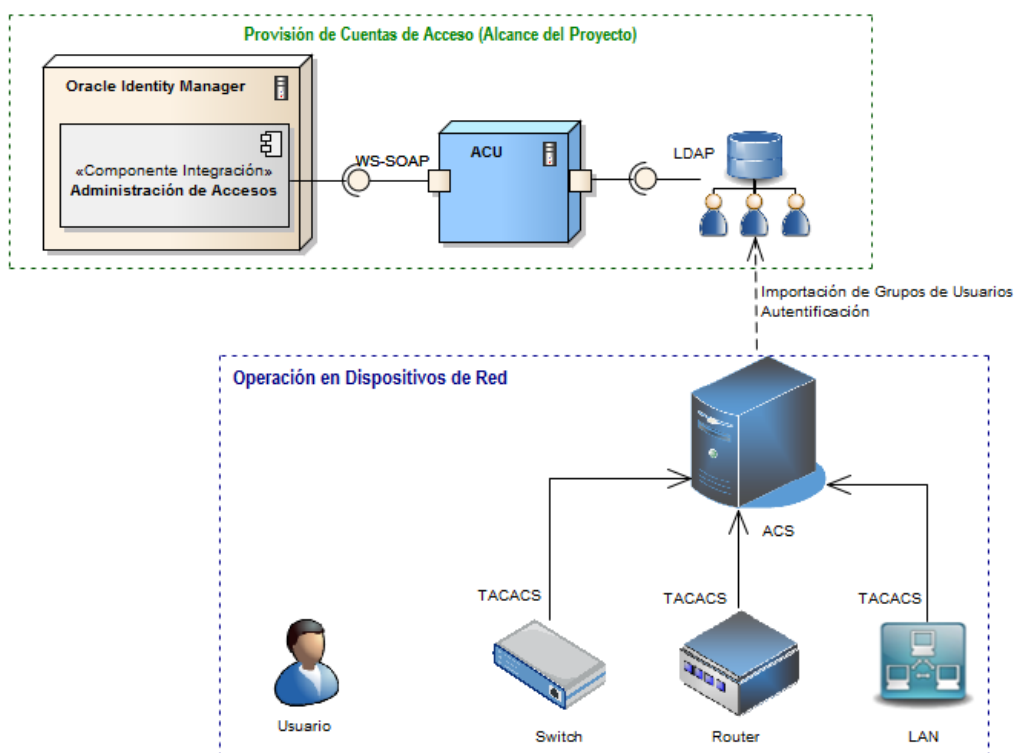 Provisión de Cuentas de Acceso (Alcance del Proyecto)
Oracle Identity Manager
«Componente Integración»
Administración de Accesos
WS-SOAP
ACU
LDAP
Importación de Grupos de Usuarios
Autentificación
Operación en Dispositivos de Red
ACS
TACACS
TACACS
TACACS
Usuario
Switch
Router
LAN